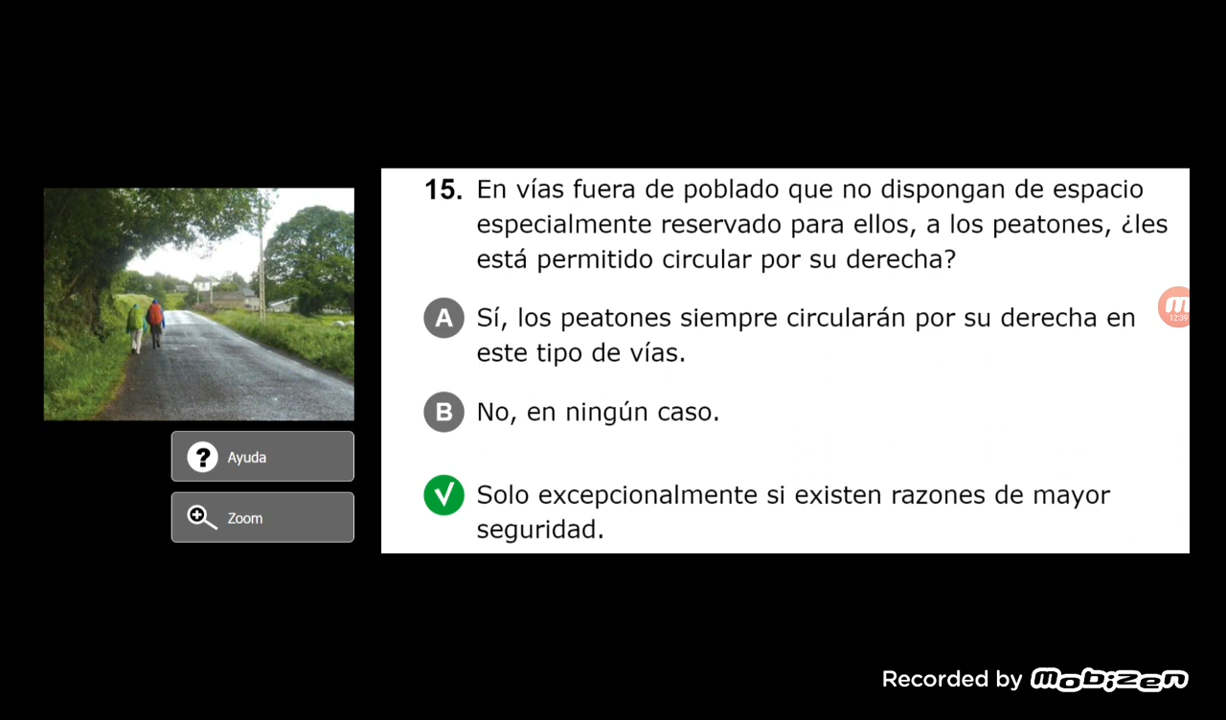 15. En vías fuera de poblado que no dispongan de espacio
especialmente reservado para ellos, a los peatones, ¿les
está permitido circular por su derecha?
A Sí, los peatones siempre circularán por su derecha en
este tipo de vías.
B No, en ningún caso.
Solo excepcionalmente si existen razones de mayor
seguridad.
? Ayuda
Zoom
m
12:39
Recorded by mobizen